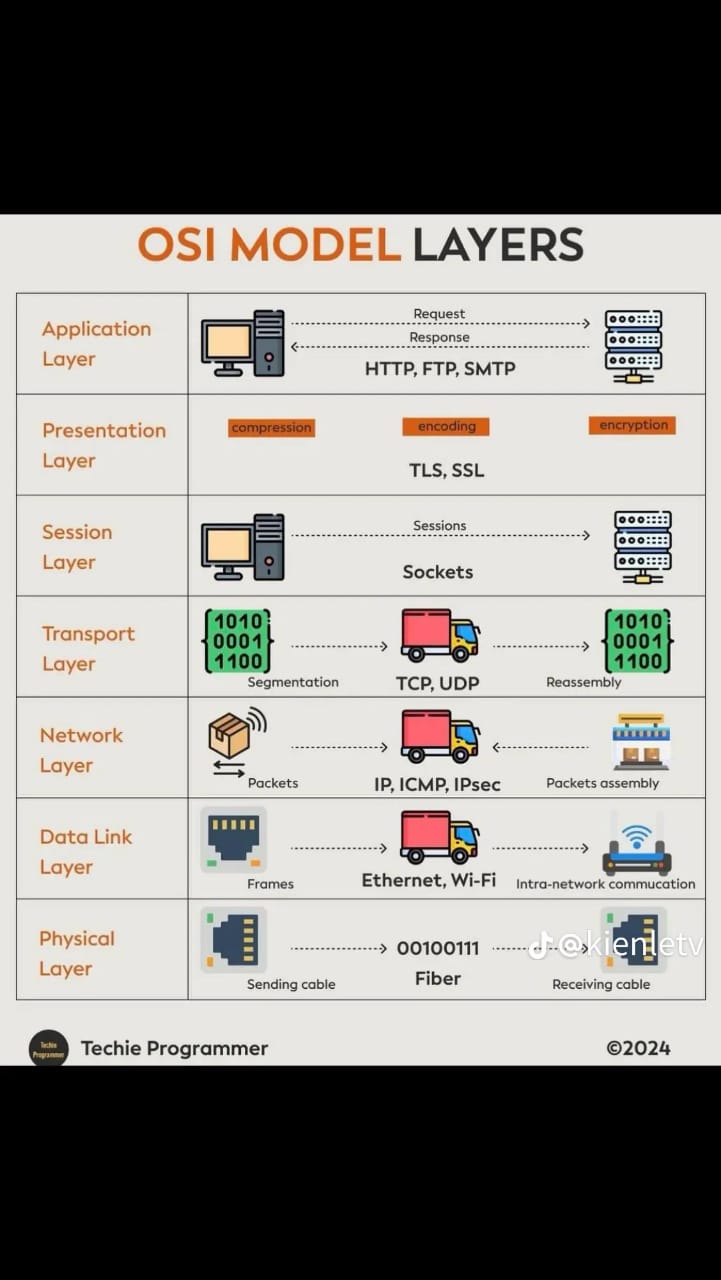 OSI MODEL LAYERS
Application
Layer
Request
Response
HTTP, FTP, SMTP
Presentation
Layer
compression
encoding
encryption
TLS, SSL
Session
Layer
Sessions
Sockets
Transport
Layer
1010
0001
1100
1010
0001
1100
Segmentation
TCP, UDP
Reassembly
Network
Layer
Packets
IP, ICMP, IPsec
Packets assembly
Data Link
Layer
Frames
Ethernet, Wi-Fi
Intra-network commucation
Physical
Layer
00100111
@kienletv
Sending cable
Fiber
Receiving cable
Techie
Programmer
Techie Programmer
©2024